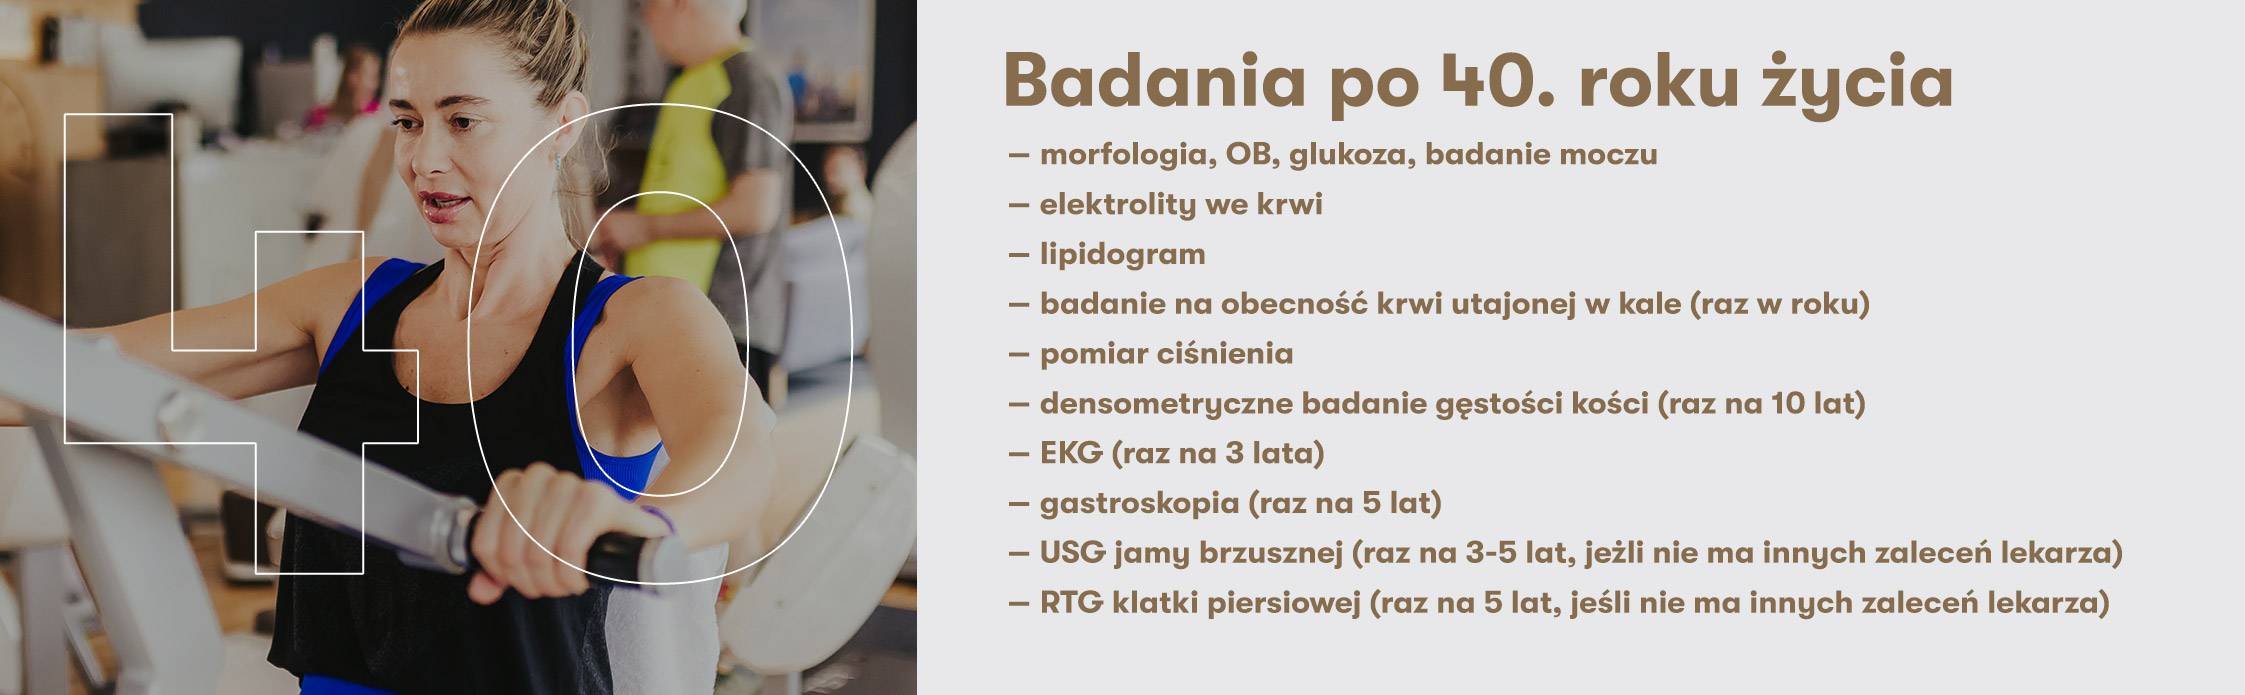 40
Badania po 40. roku życia
– morfologia, OB, glukoza, badanie moczu
– elektrolity we krwi
– lipidogram
– badanie na obecność krwi utajonej w kale (raz w roku)
– pomiar ciśnienia
– densometryczne badanie gęstości kości (raz na 10 lat)
– EKG (raz na 3 lata)
– gastroskopia (raz na 5 lat)
– USG jamy brzusznej (raz na 3-5 lat, jeżli nie ma innych zaleceń lekarza)
– RTG klatki piersiowej (raz na 5 lat, jeśli nie ma innych zaleceń lekarza)